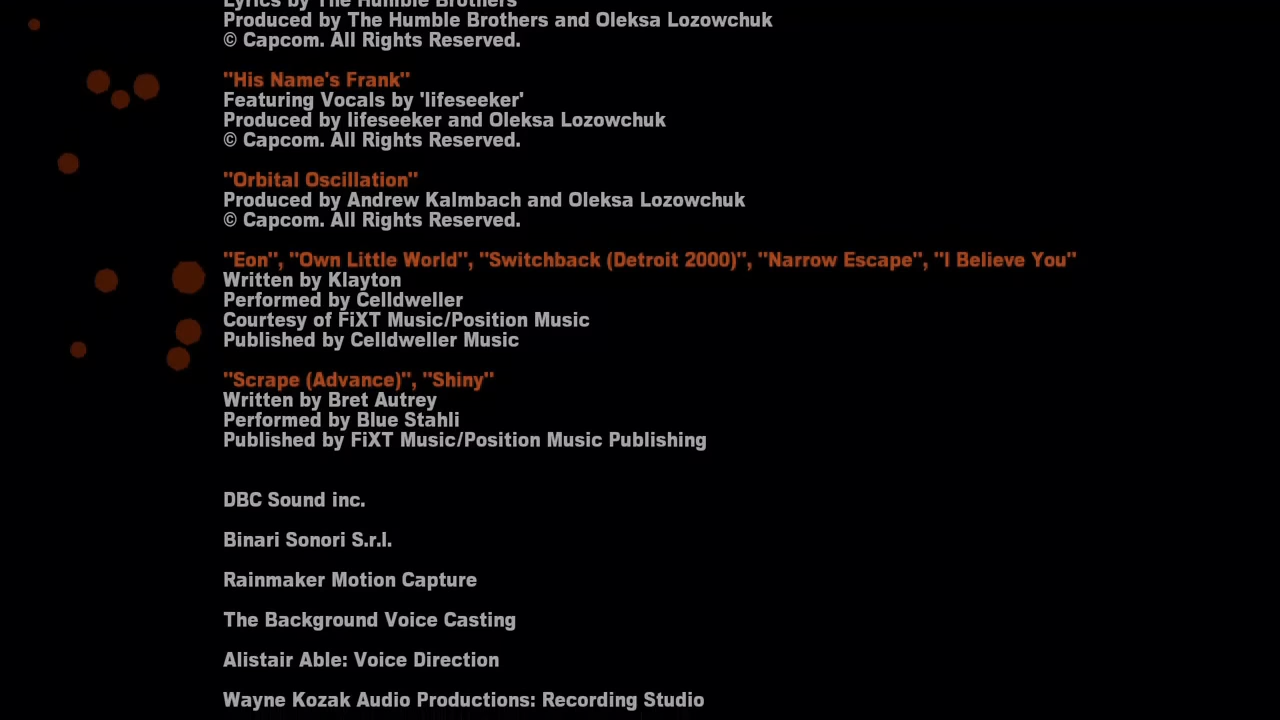 Lyrics by The Humble Brothers
Produced by The Humble Brothers and Oleksa Lozowchuk
© Capcom. All Rights Reserved.
"His Name's Frank"
Featuring Vocals by 'lifeseeker'
Produced by lifeseeker and Oleksa Lozowchuk
© Capcom. All Rights Reserved.
"Orbital Oscillation"
Produced by Andrew Kalmbach and Oleksa Lozowchuk
© Capcom. All Rights Reserved.
"Eon", "Own Little World", "Switchback (Detroit 2000)", "Narrow Escape", "I Believe You"
Written by Klayton
Performed by Celldweller
Courtesy of FiXT Music/Position Music
Published by Celldweller Music
"Scrape (Advance)", "Shiny"
Written by Bret Autrey
Performed by Blue Stahli
Published by FiXT Music/Position Music Publishing
DBC Sound inc.
Binari Sonori S.r.l.
Rainmaker Motion Capture
The Background Voice Casting
Alistair Able: Voice Direction
Wayne Kozak Audio Productions: Recording Studio